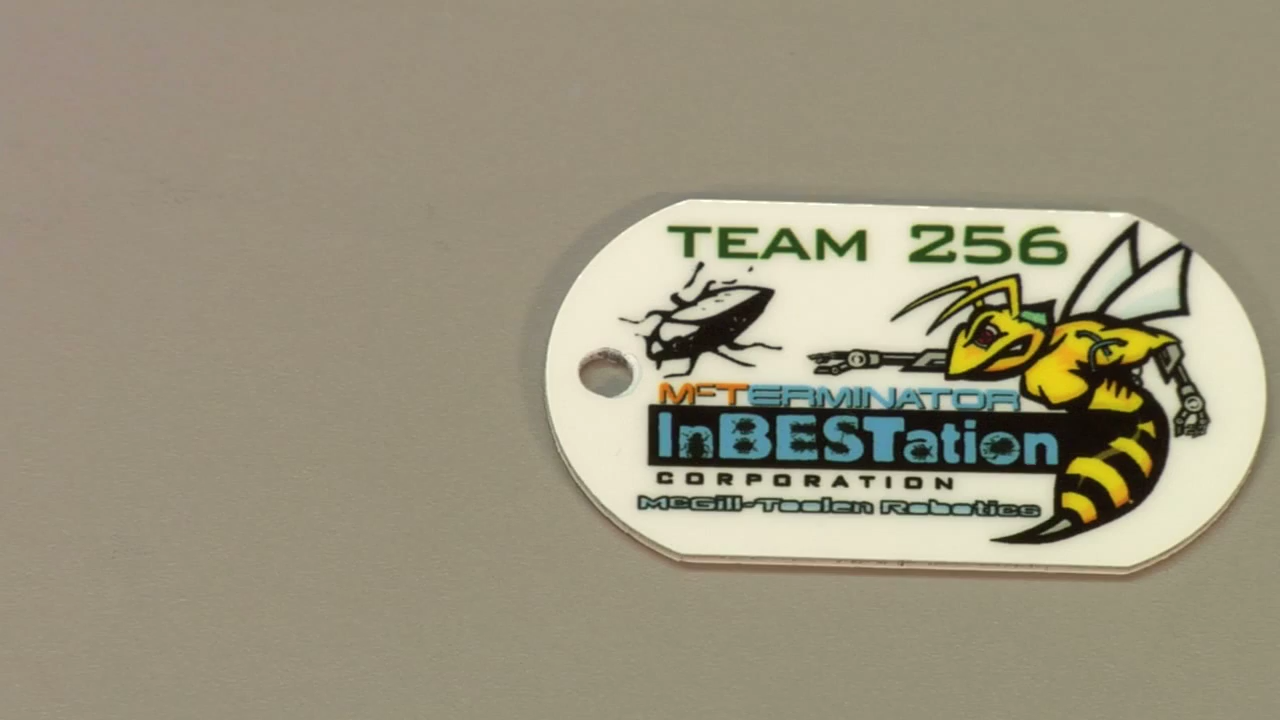 TEAM 256
McTERMINATOR
InBESTation
CORPORATION
McGill-Toolen Robotics